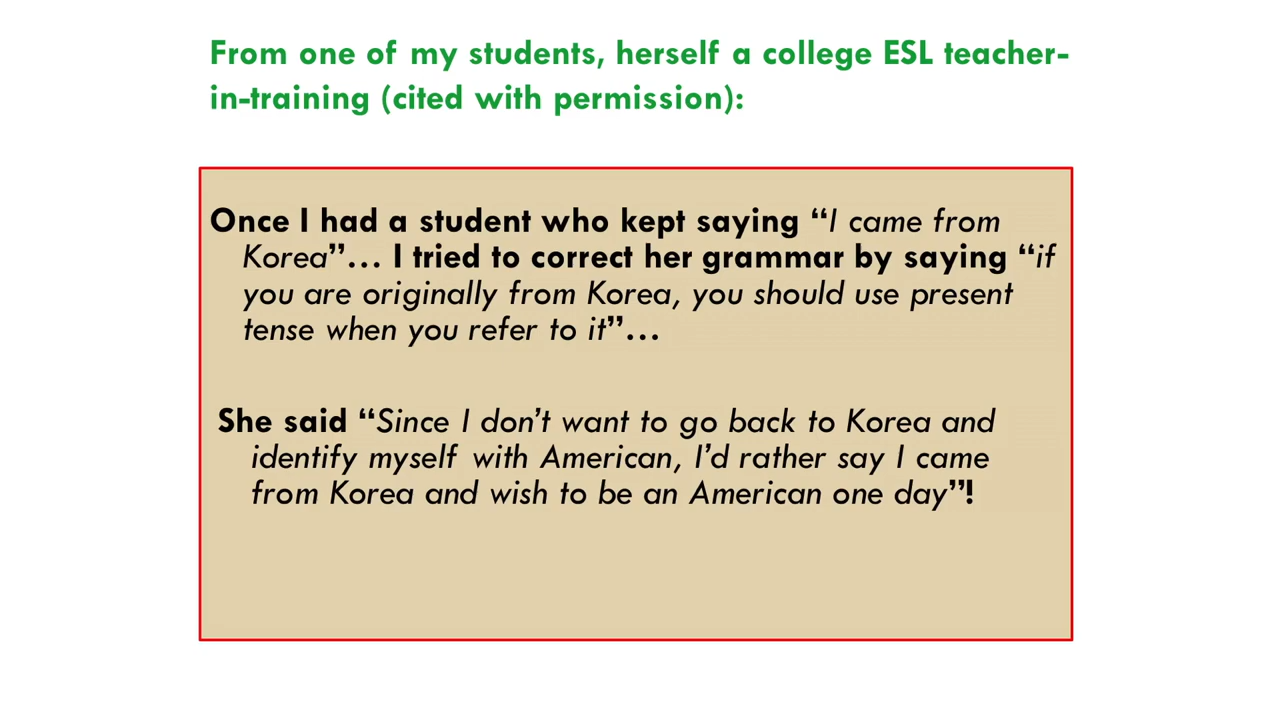 From one of my students, herself a college ESL teacher-
in-training (cited with permission):
Once I had a student who kept saying “I came from
Korea”… I tried to correct her grammar by saying “if
you are originally from Korea, you should use present
tense when you refer to it”…
She said “Since I don’t want to go back to Korea and
identify myself with American, I’d rather say I came
from Korea and wish to be an American one day”!